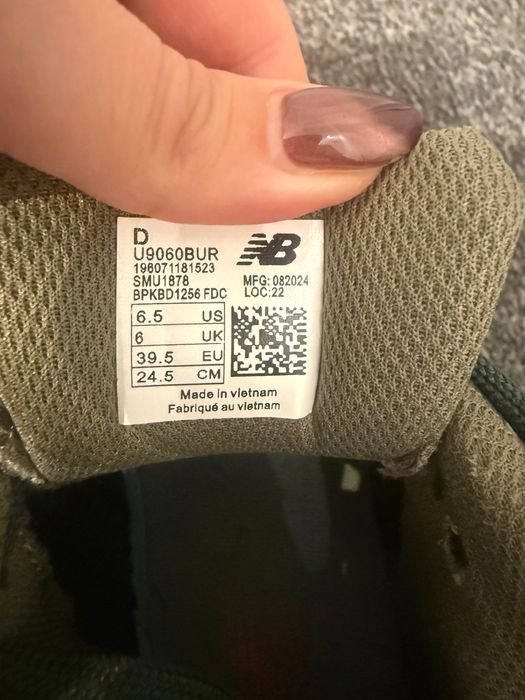 D
U9060BUR
196071181523
SMU1878
BPKBD1256 FDC
NB
MFG: 082024
LOC: 22
6.5 US
6 UK
39.5 EU
24.5 CM
Made in vietnam
Fabriqué au vietnam